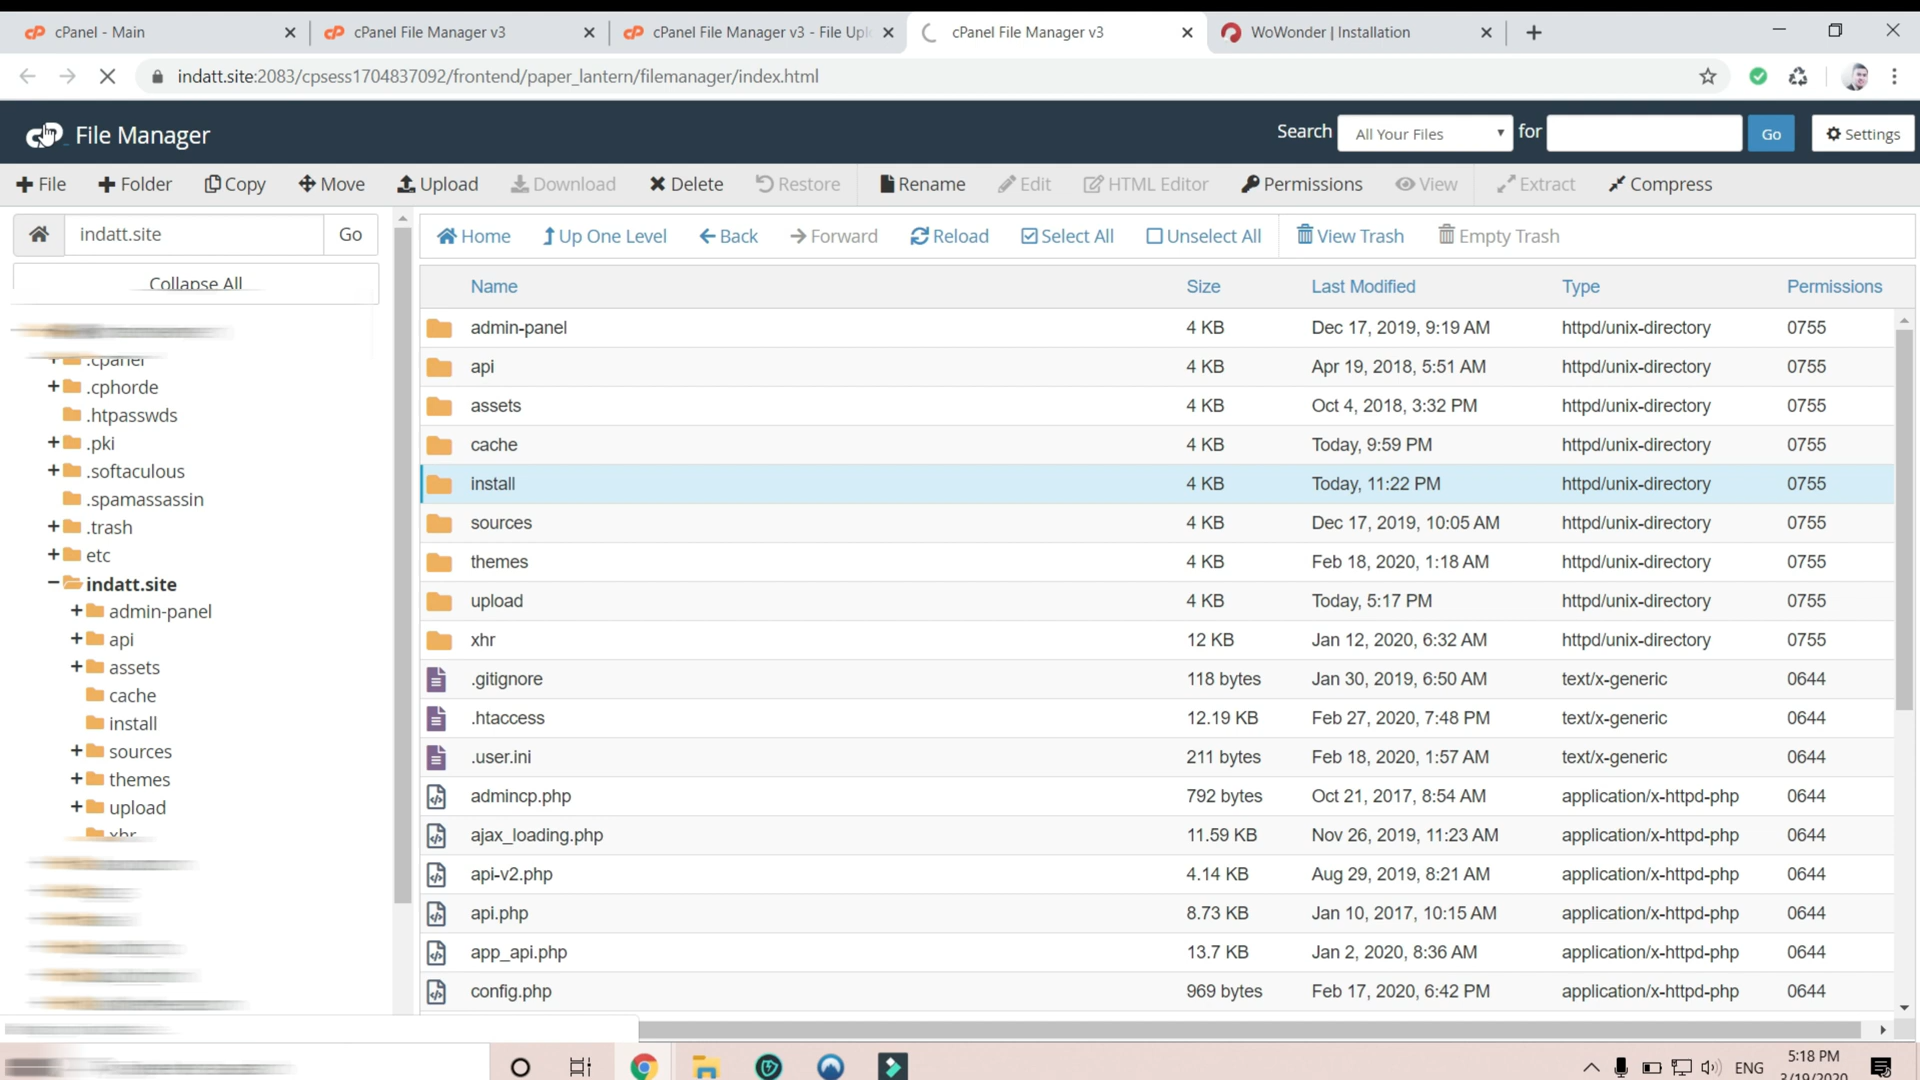 cPanel - Main
cPanel File Manager v3
cPanel File Manager v3 - File Upl
cPanel File Manager v3
WoWonder | Installation
indatt.site:2083/cpsess1704837092/frontend/paper_lantern/filemanager/index.html
File Manager
Search
All Your Files
for
Go
Settings
File
Folder
Copy
Move
Upload
Download
Delete
Restore
Rename
Edit
HTML Editor
Permissions
View
Extract
Compress
indatt.site
Go
Collapse All
.cpanel
.cphorde
.htpasswds
.pki
.softaculous
.spamassassin
.trash
etc
indatt.site
admin-panel
api
assets
cache
install
sources
themes
upload
xhr
Home
Up One Level
Back
Forward
Reload
Select All
Unselect All
View Trash
Empty Trash
Name Size Last Modified Type Permissions
admin-panel 4 KB Dec 17, 2019, 9:19 AM httpd/unix-directory 0755
api 4 KB Apr 19, 2018, 5:51 AM httpd/unix-directory 0755
assets 4 KB Oct 4, 2018, 3:32 PM httpd/unix-directory 0755
cache 4 KB Today, 9:59 PM httpd/unix-directory 0755
install 4 KB Today, 11:22 PM httpd/unix-directory 0755
sources 4 KB Dec 17, 2019, 10:05 AM httpd/unix-directory 0755
themes 4 KB Feb 18, 2020, 1:18 AM httpd/unix-directory 0755
upload 4 KB Today, 5:17 PM httpd/unix-directory 0755
xhr 12 KB Jan 12, 2020, 6:32 AM httpd/unix-directory 0755
.gitignore 118 bytes Jan 30, 2019, 6:50 AM text/x-generic 0644
.htaccess 12.19 KB Feb 27, 2020, 7:48 PM text/x-generic 0644
.user.ini 211 bytes Feb 18, 2020, 1:57 AM text/x-generic 0644
admincp.php 792 bytes Oct 21, 2017, 8:54 AM application/x-httpd-php 0644
ajax_loading.php 11.59 KB Nov 26, 2019, 11:23 AM application/x-httpd-php 0644
api-v2.php 4.14 KB Aug 29, 2019, 8:21 AM application/x-httpd-php 0644
api.php 8.73 KB Jan 10, 2017, 10:15 AM application/x-httpd-php 0644
app_api.php 13.7 KB Jan 2, 2020, 8:36 AM application/x-httpd-php 0644
config.php 969 bytes Feb 17, 2020, 6:42 PM application/x-httpd-php 0644
ENG
5:18 PM
3/19/2020